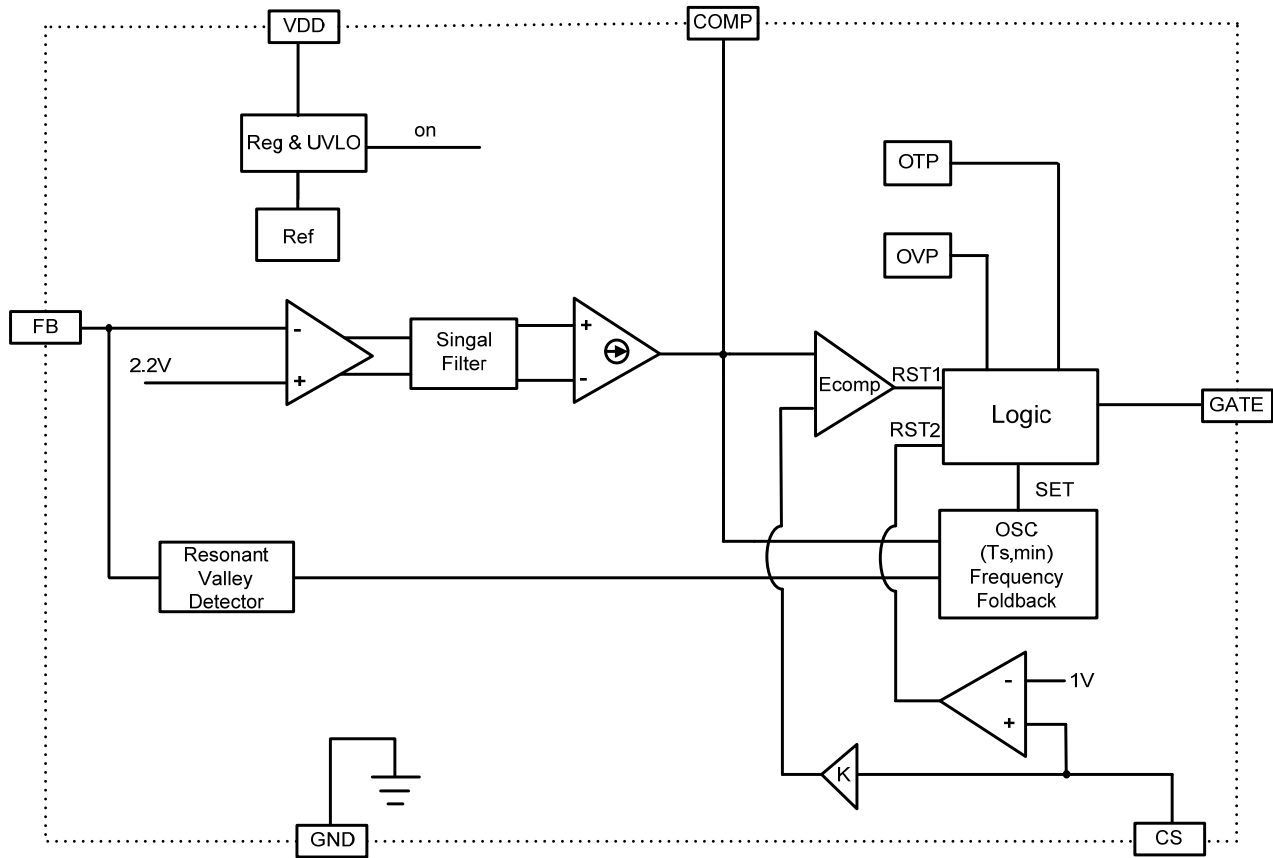 VDD
COMP
Reg & UVLO
on
OTP
Ref
OVP
FB
-
Singal
Filter
+
2.2V
+
-
Ecomp
RST1
Logic
GATE
RST2
SET
Resonant
Valley
Detector
OSC
(Ts,min)
Frequency
Foldback
-
1V
+
K
GND
CS